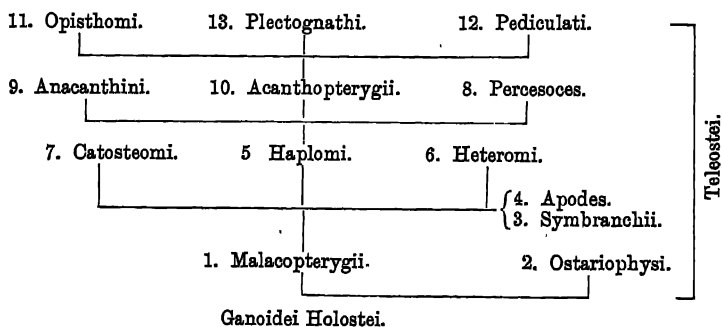 11. Opisthomi. 13. Plectognathi. 12. Pediculati.
9. Anacanthini. 10. Acanthopterygii. 8. Percesoces.
7. Catosteomi. 5 Haplomi. 6. Heteromi.
4. Apodes.
3. Symbranchii.
1. Malacopterygii. 2. Ostariophysi.
Ganoidei Holostei.
Teleostei.